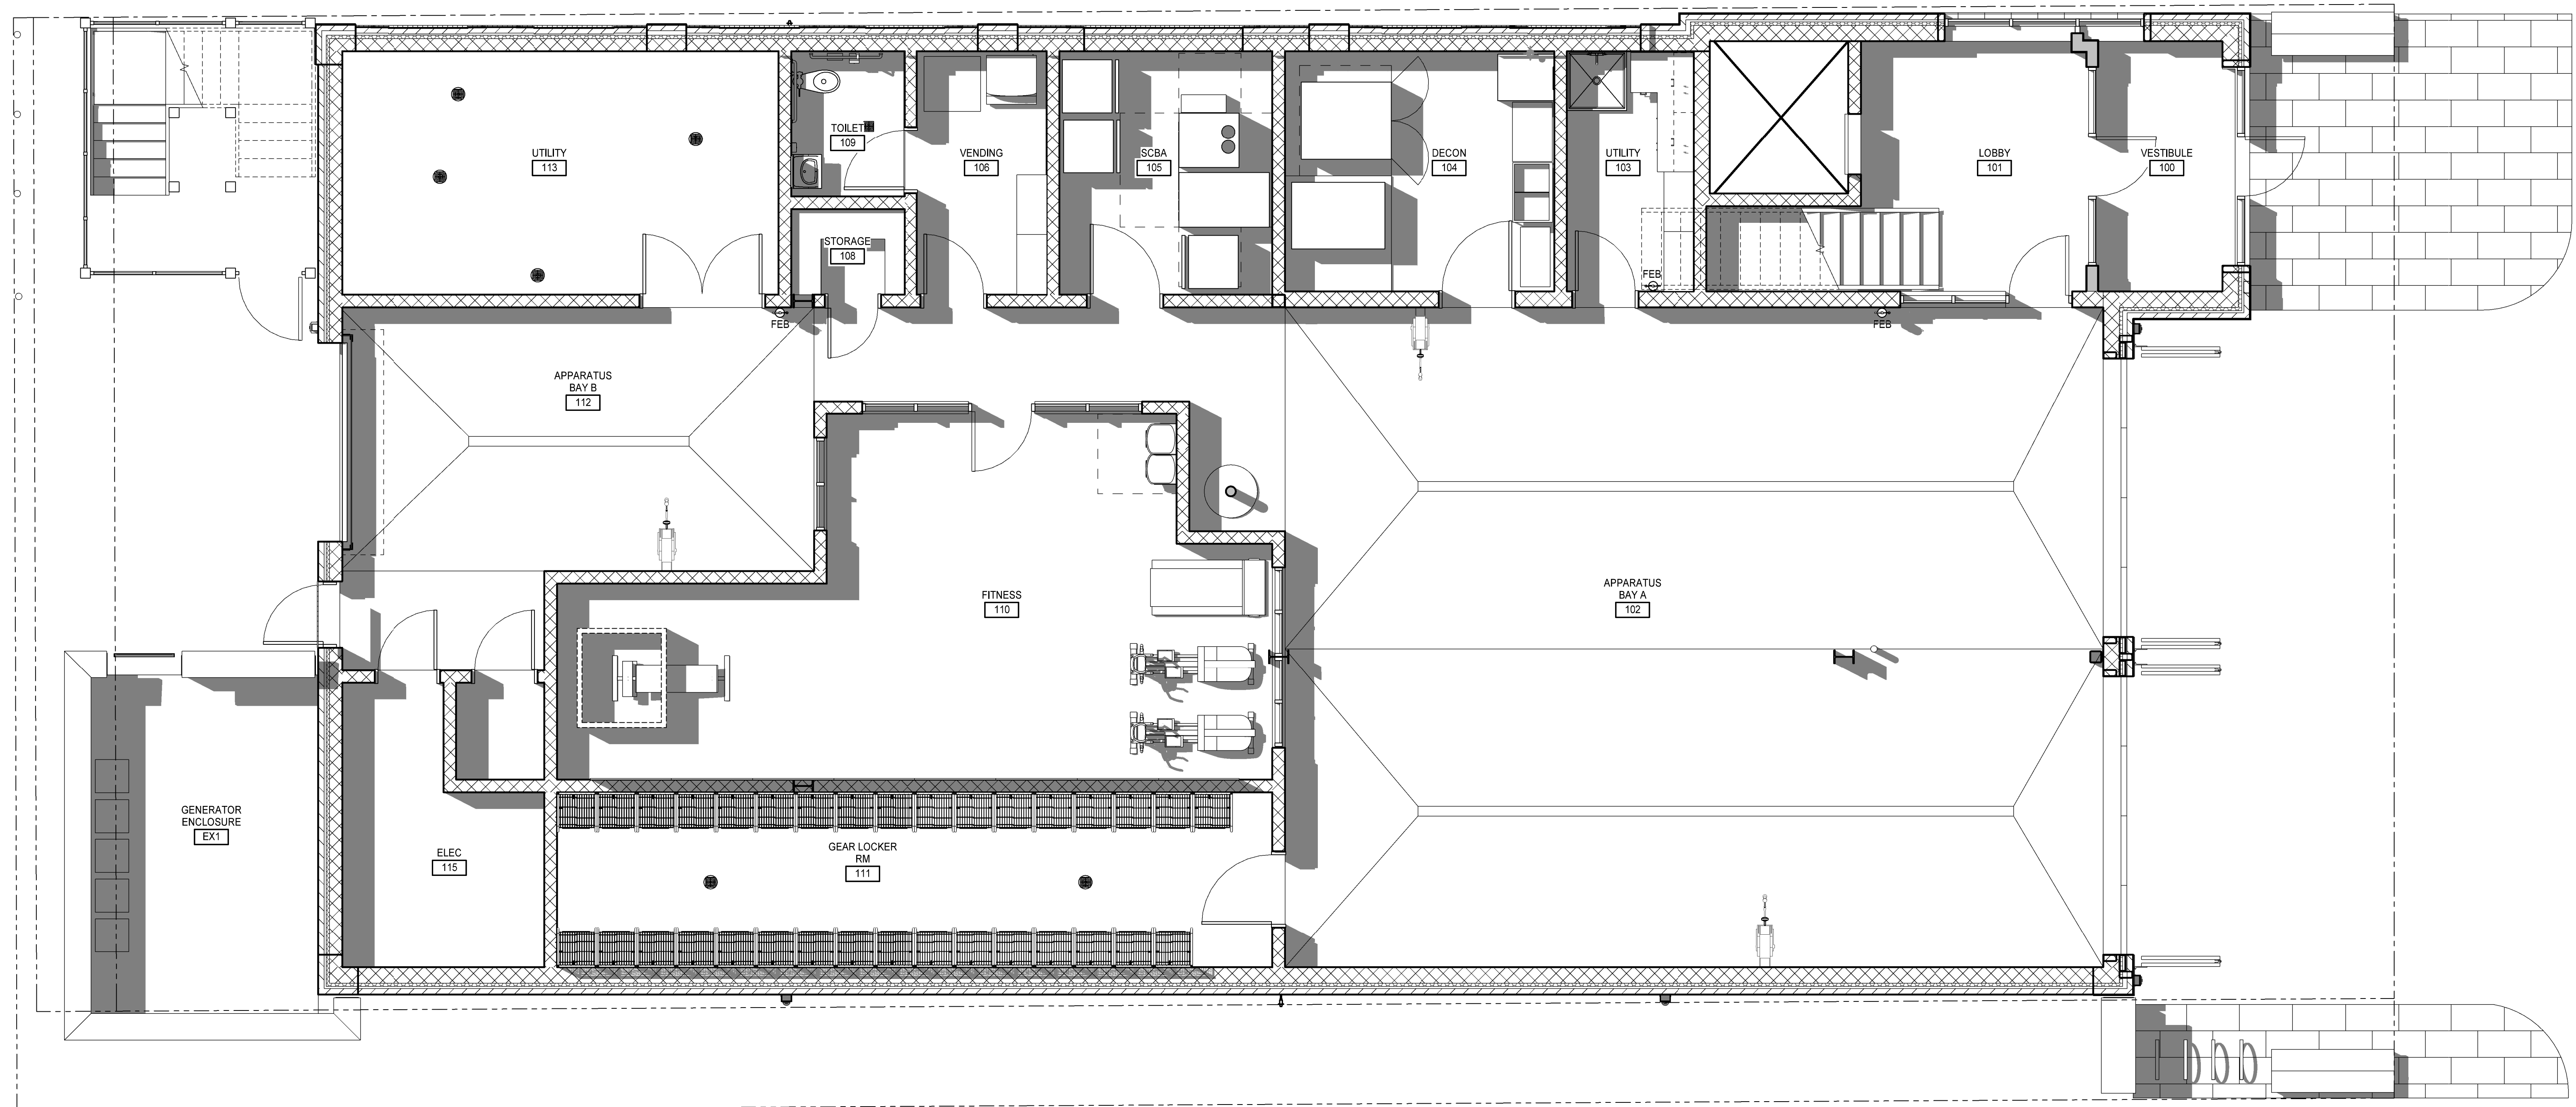 TOILET
109
UTILITY
113
VENDING
106
SCBA
105
DECON
104
UTILITY
103
LOBBY
101
VESTIBULE
100
STORAGE
108
FEB
FEB
FEB
APPARATUS
BAY B
112
FITNESS
110
APPARATUS
BAY A
102
GENERATOR
ENCLOSURE
EX1
ELEC
115
GEAR LOCKER
RM
111